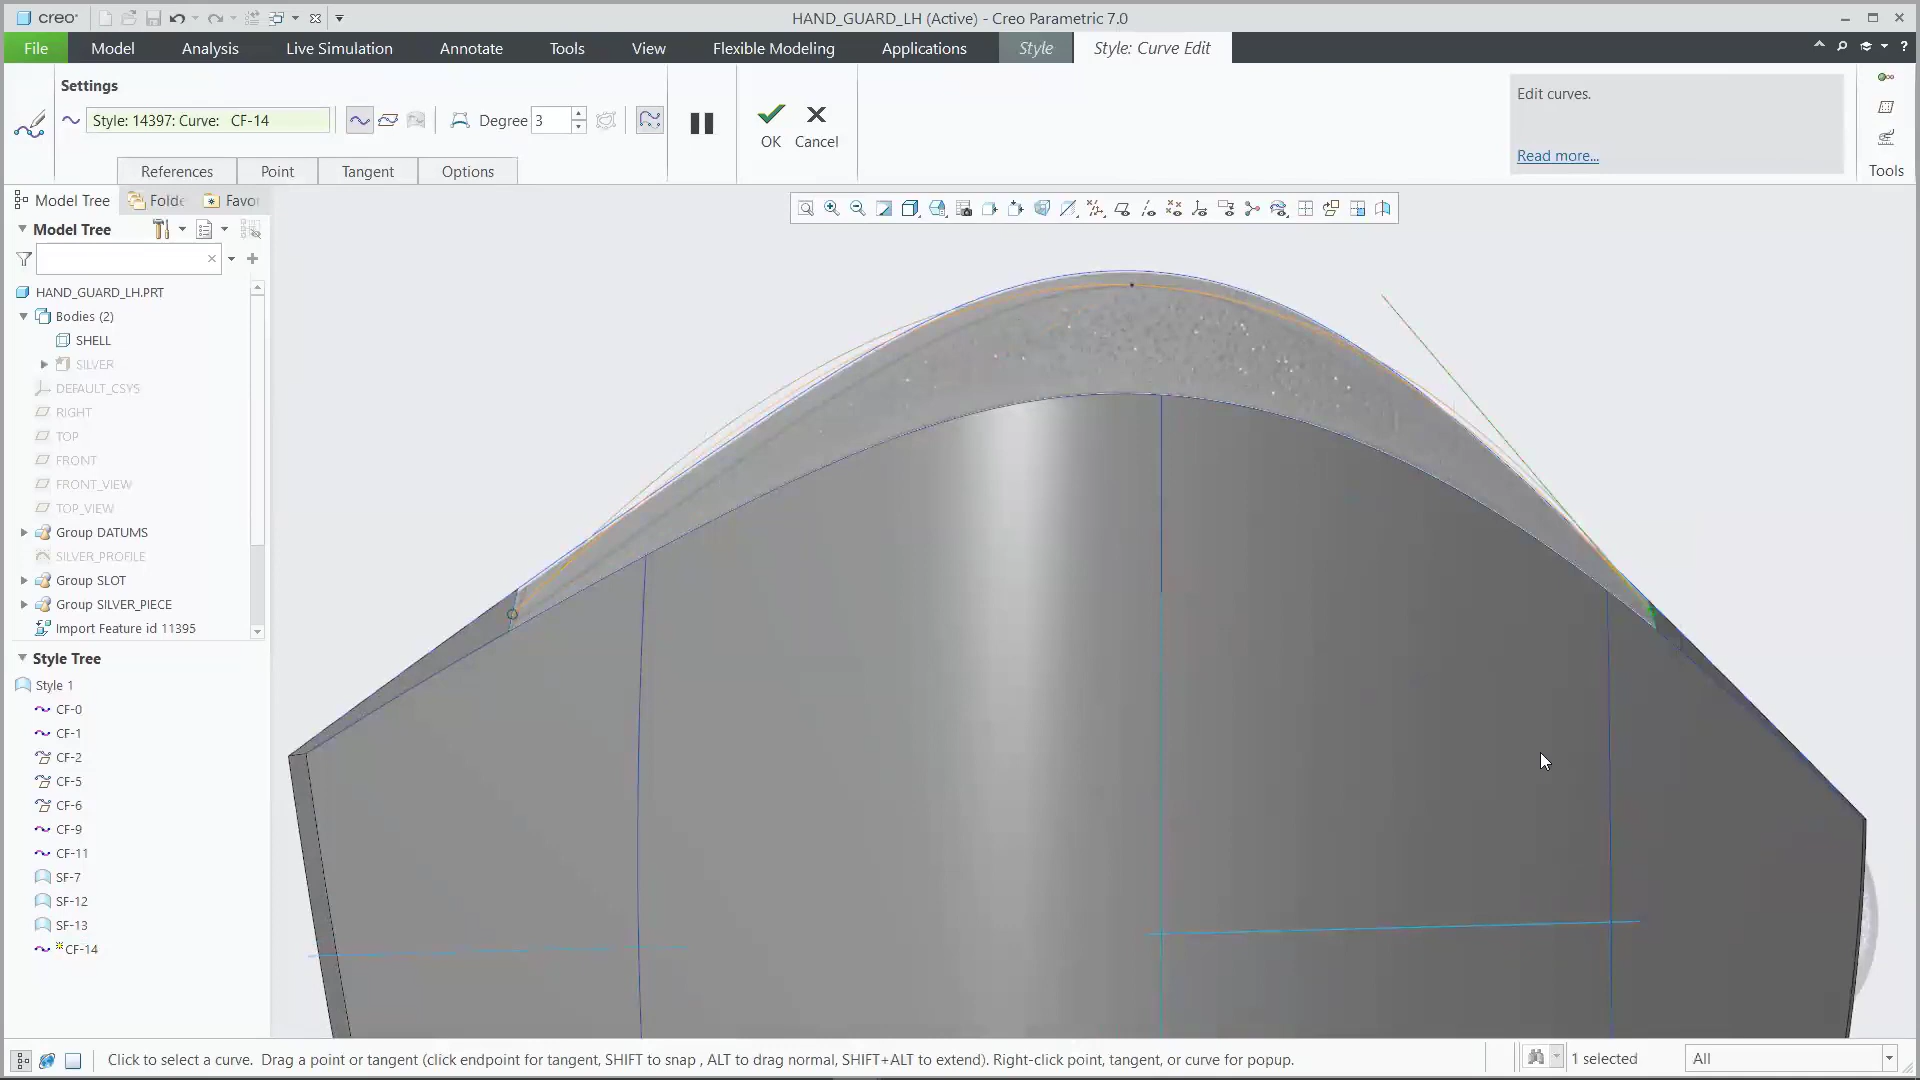 creo
HAND_GUARD_LH (Active) - Creo Parametric 7.0
File
Model
Analysis
Live Simulation
Annotate
Tools
View
Flexible Modeling
Applications
Style
Style: Curve Edit
Settings
Style: 14397: Curve: CF-14
Degree 3
OK
Cancel
Edit curves.
Read more...
Tools
References
Point
Tangent
Options
Model Tree
Folde
Favor
Model Tree
HAND_GUARD_LH.PRT
Bodies (2)
SHELL
SILVER
DEFAULT_CSYS
RIGHT
TOP
FRONT
FRONT_VIEW
TOP_VIEW
Group DATUMS
SILVER_PROFILE
Group SLOT
Group SILVER_PIECE
Import Feature id 11395
Style Tree
Style 1
CF-0
CF-1
CF-2
CF-5
CF-6
CF-9
CF-11
SF-7
SF-12
SF-13
CF-14
Click to select a curve. Drag a point or tangent (click endpoint for tangent, SHIFT to snap , ALT to drag normal, SHIFT+ALT to extend). Right-click point, tangent, or curve for popup.
1 selected
All